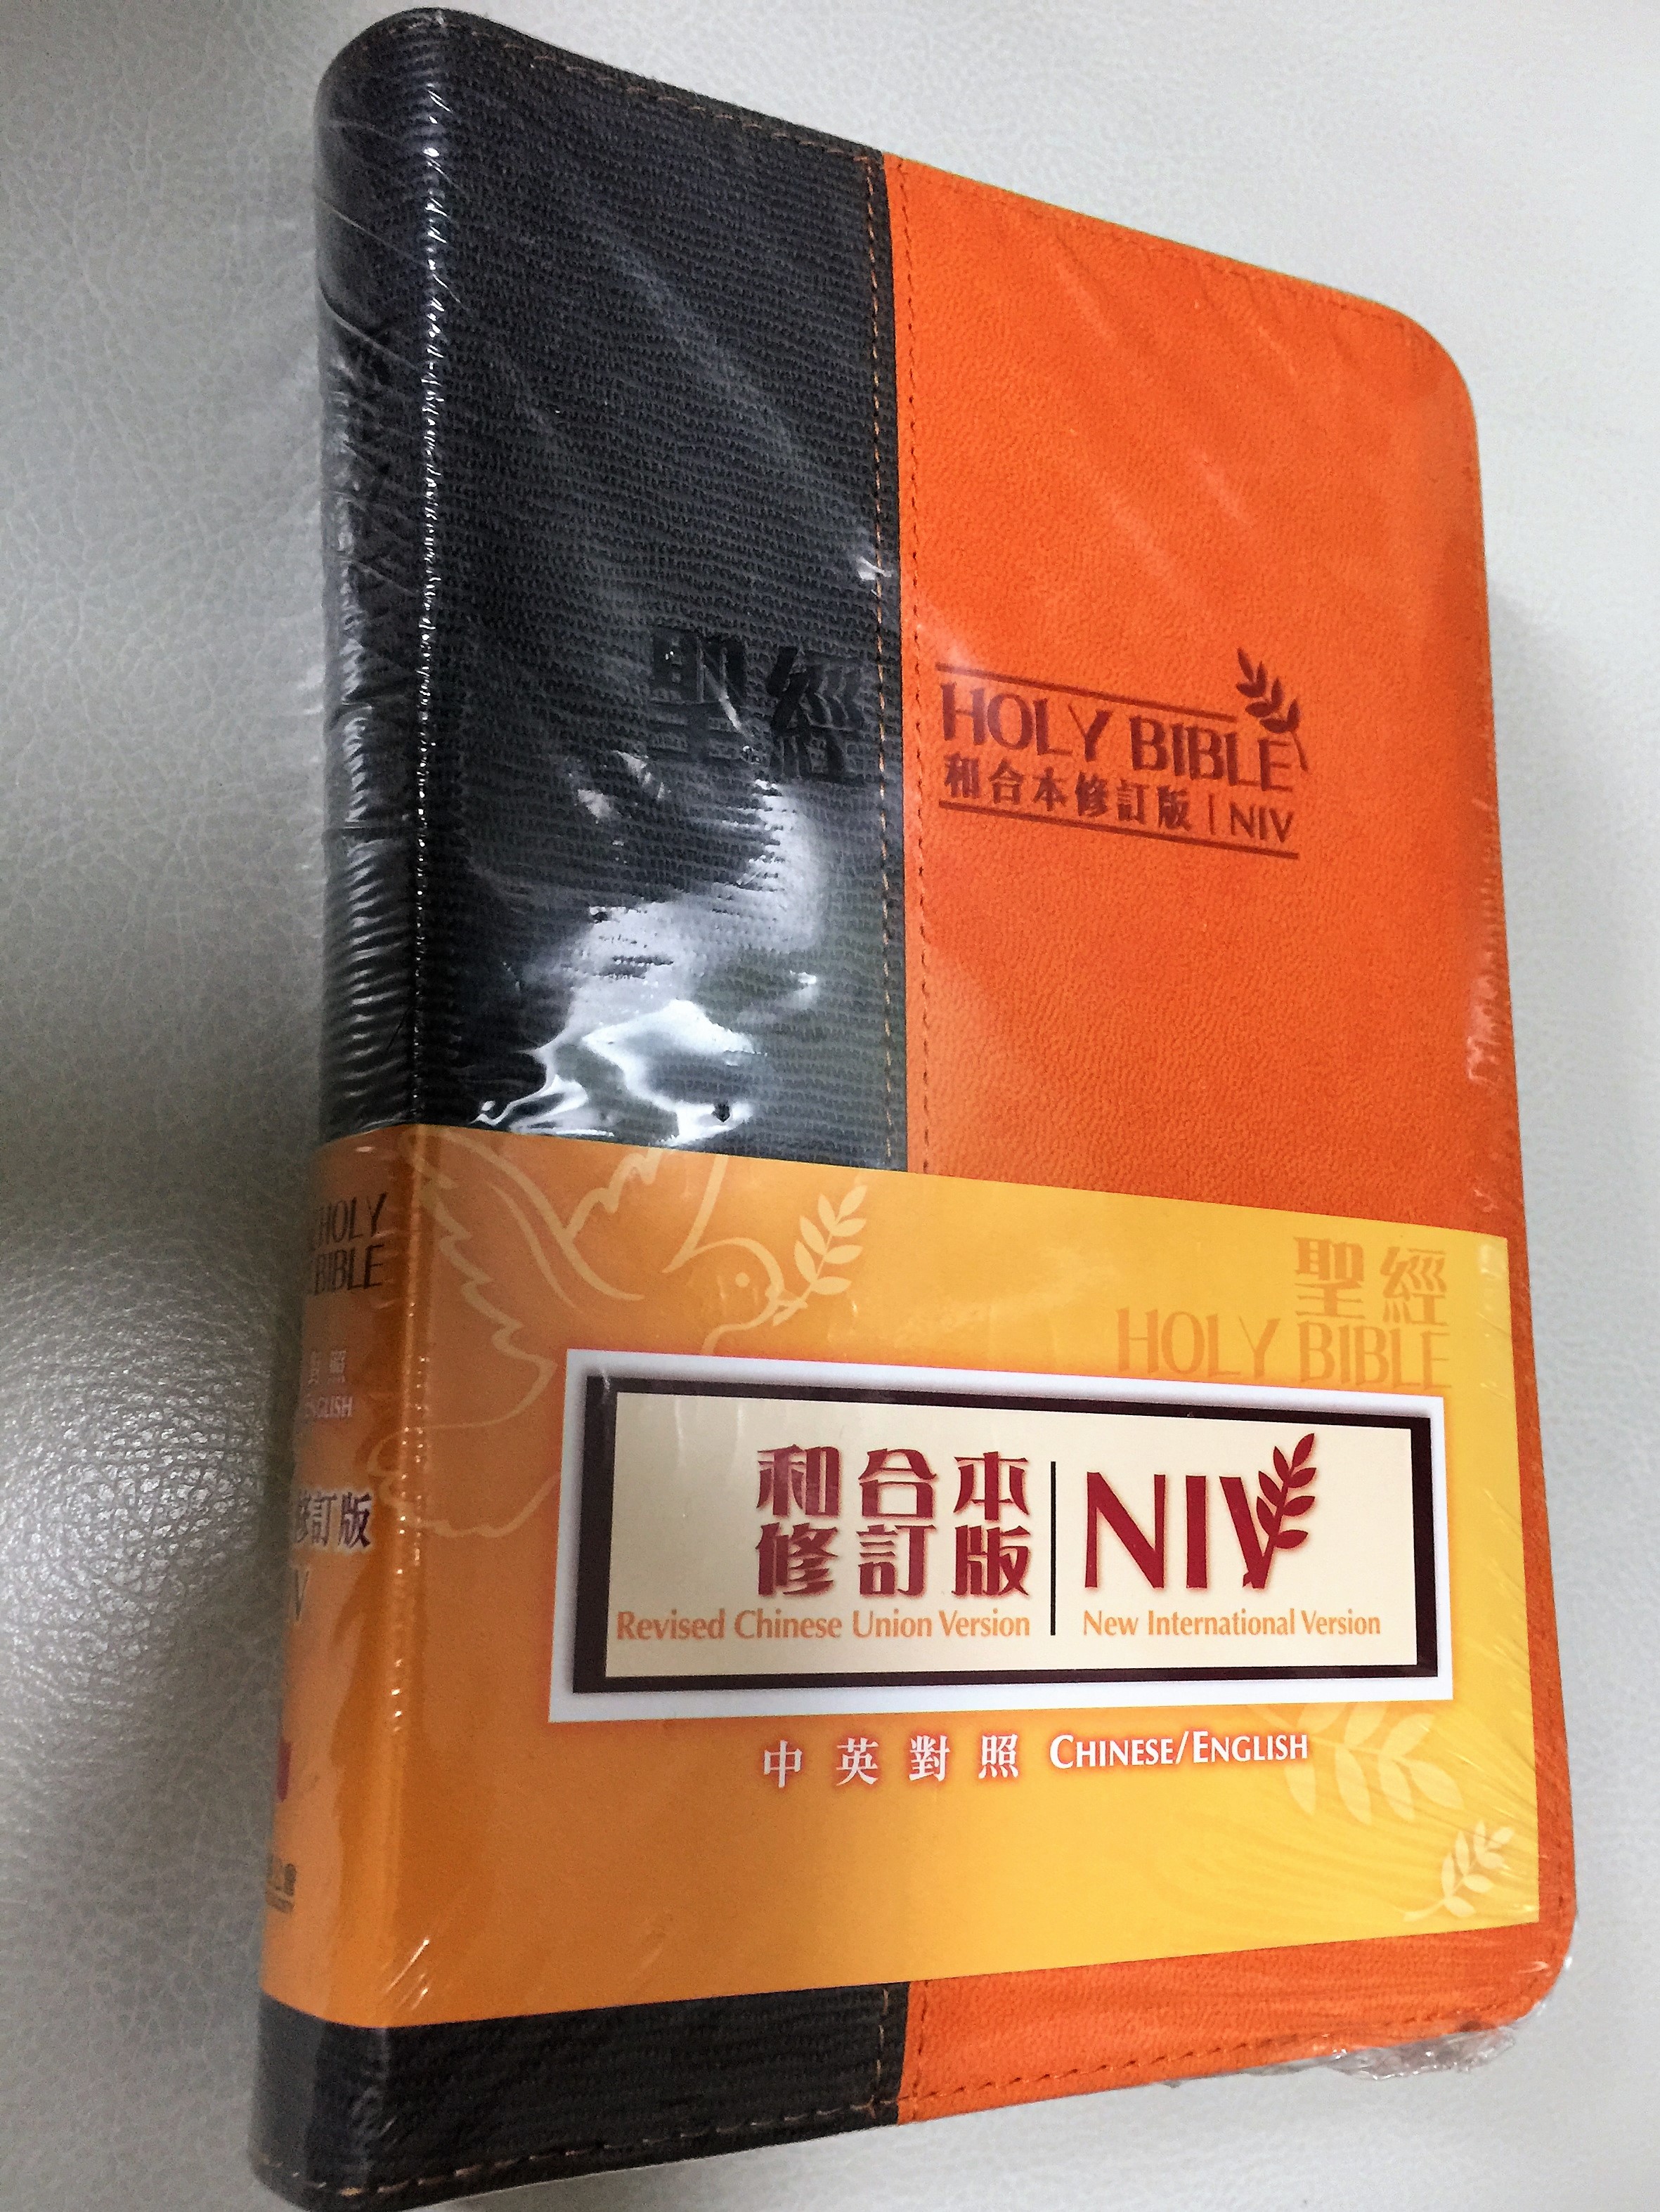 聖經
HOLY BIBLE
和合本修訂版 | NIV
聖經
HOLY BIBLE
和合本
修訂版
Revised Chinese Union Version
NIV
New International Version
中英對照 CHINESE/ENGLISH
HOLY
BIBLE
照
ENGLISH
修訂版
V
會